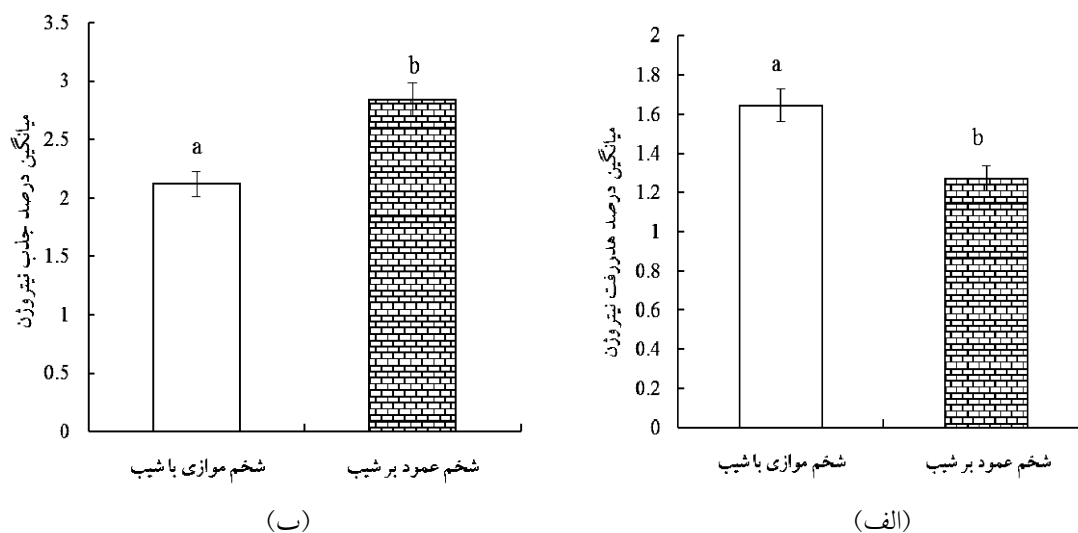 میانگین درصد هدررفت نیتروژن
2
1.8
1.6
1.4
1.2
1
0.8
0.6
0.4
0.2
0
a
b
شخم موازی با شیب
شخم عمود بر شیب
(الف)
میانگین درصد جذب نیتروژن
3.5
3
2.5
2
1.5
1
0.5
0
a
b
شخم موازی با شیب
شخم عمود بر شیب
(ب)